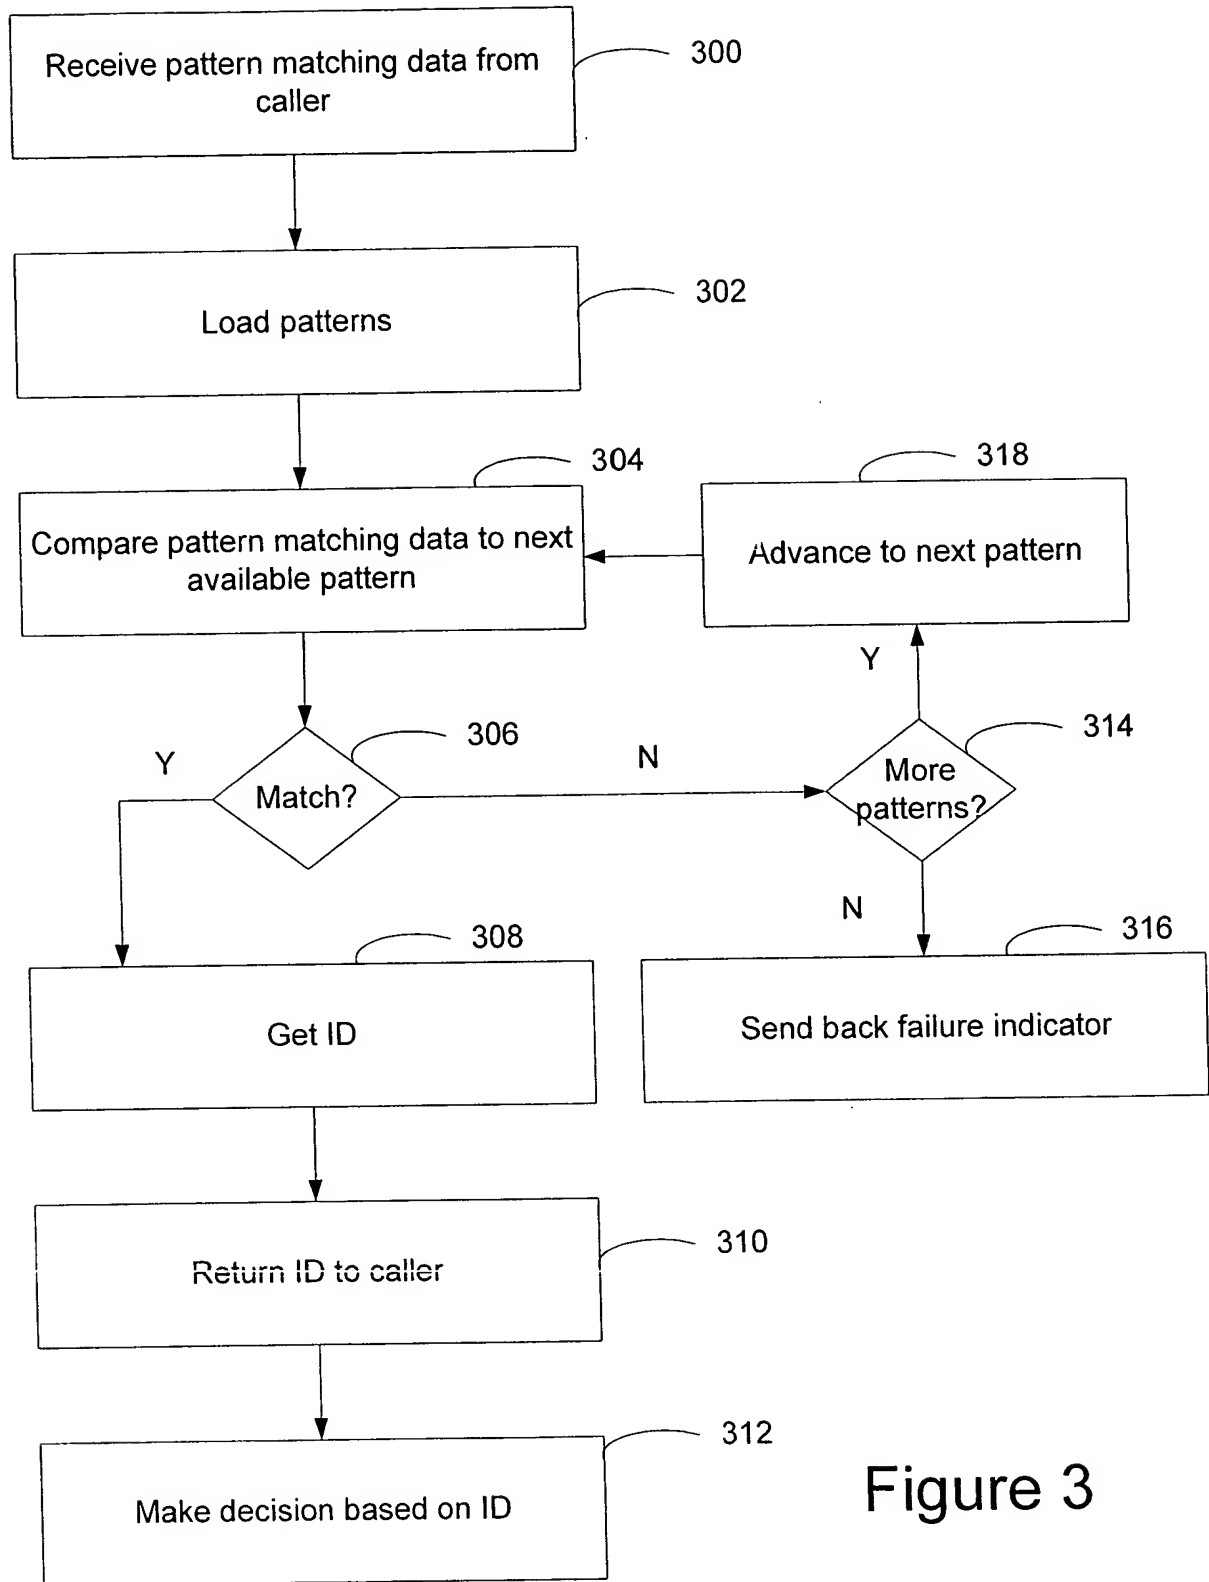 Receive pattern matching data from
caller
300
Load patterns
302
304
Compare pattern matching data to next
available pattern
318
Advance to next pattern
Y
306
Match?
Y
N
314
More
patterns?
N
308
Get ID
316
Send back failure indicator
Return ID to caller
310
312
Make decision based on ID
Figure 3